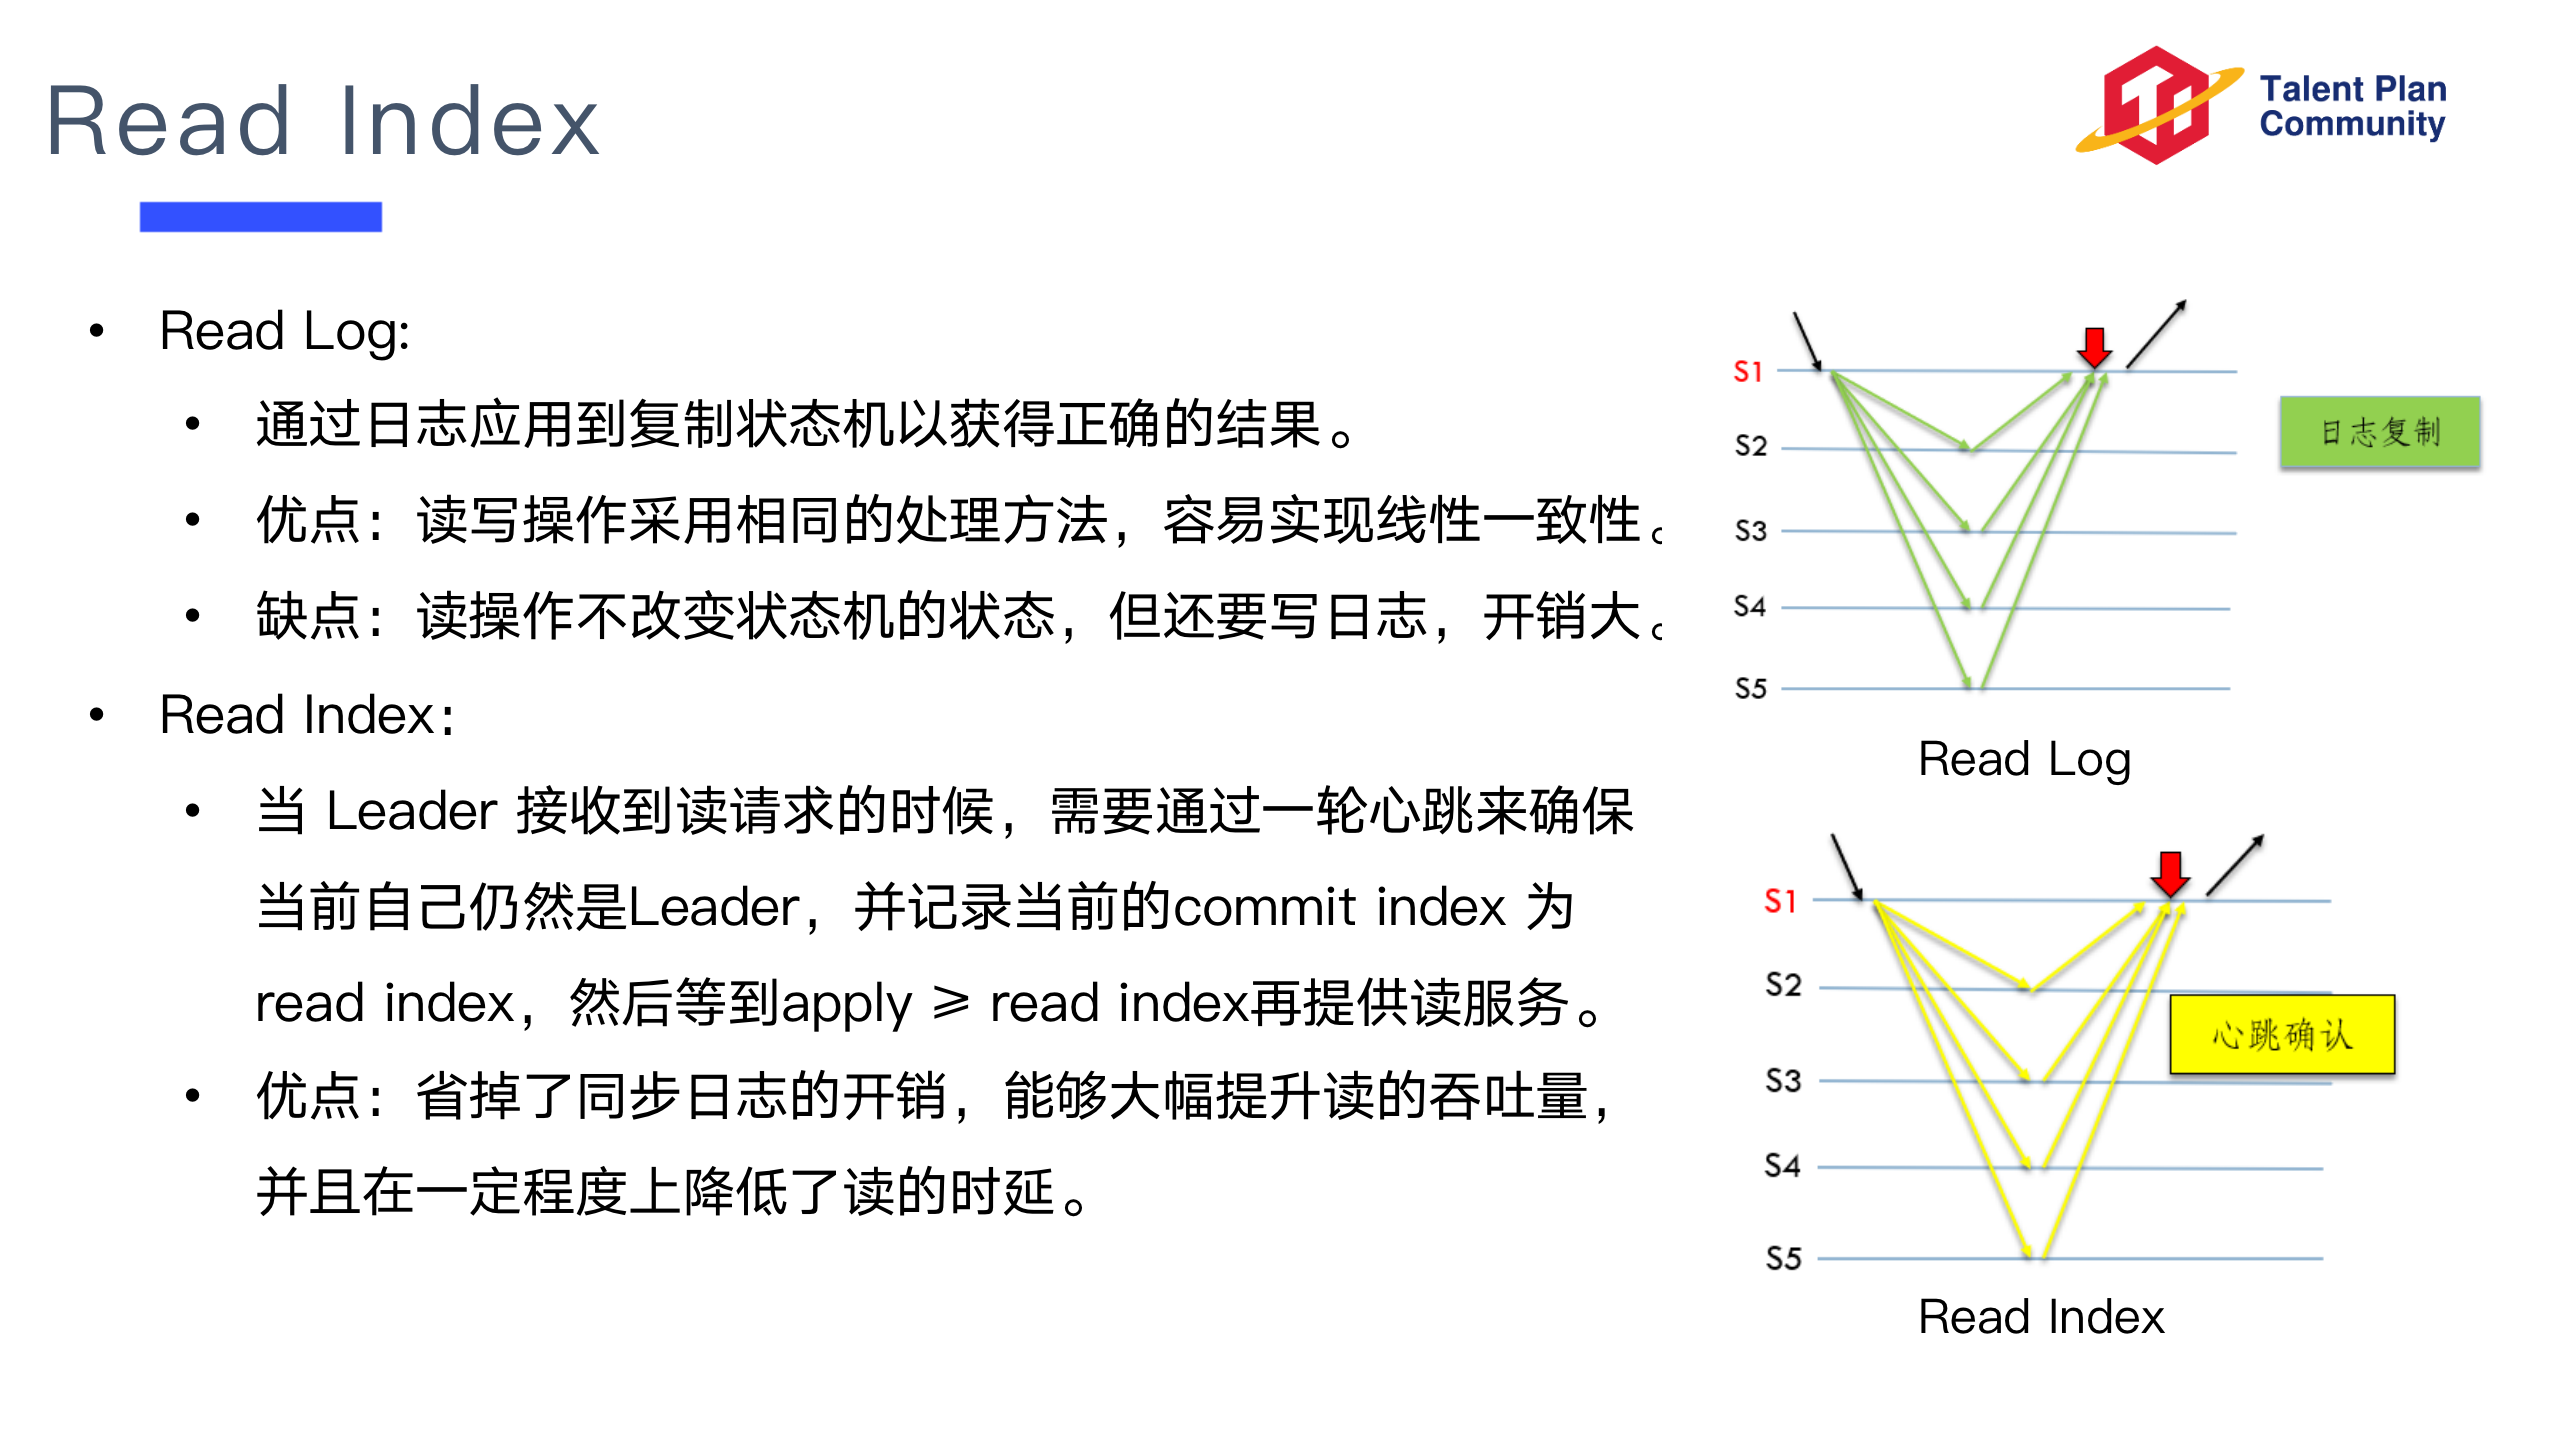 Read Index
Talent Plan
Community
• Read Log:
• 通过日志应用到复制状态机以获得正确的结果。
• 优点：读写操作采用相同的处理方法，容易实现线性一致性。
• 缺点：读操作不改变状态机的状态，但还要写日志，开销大。
• Read Index：
• 当 Leader 接收到读请求的时候，需要通过一轮心跳来确保
当前自己仍然是Leader，并记录当前的commit index 为
read index，然后等到apply ⩾ read index再提供读服务。
• 优点：省掉了同步日志的开销，能够大幅提升读的吞吐量，
并且在一定程度上降低了读的时延。
S1
S2
S3
S4
S5
日志复制
Read Log
S1
S2
S3
S4
S5
心跳确认
Read Index